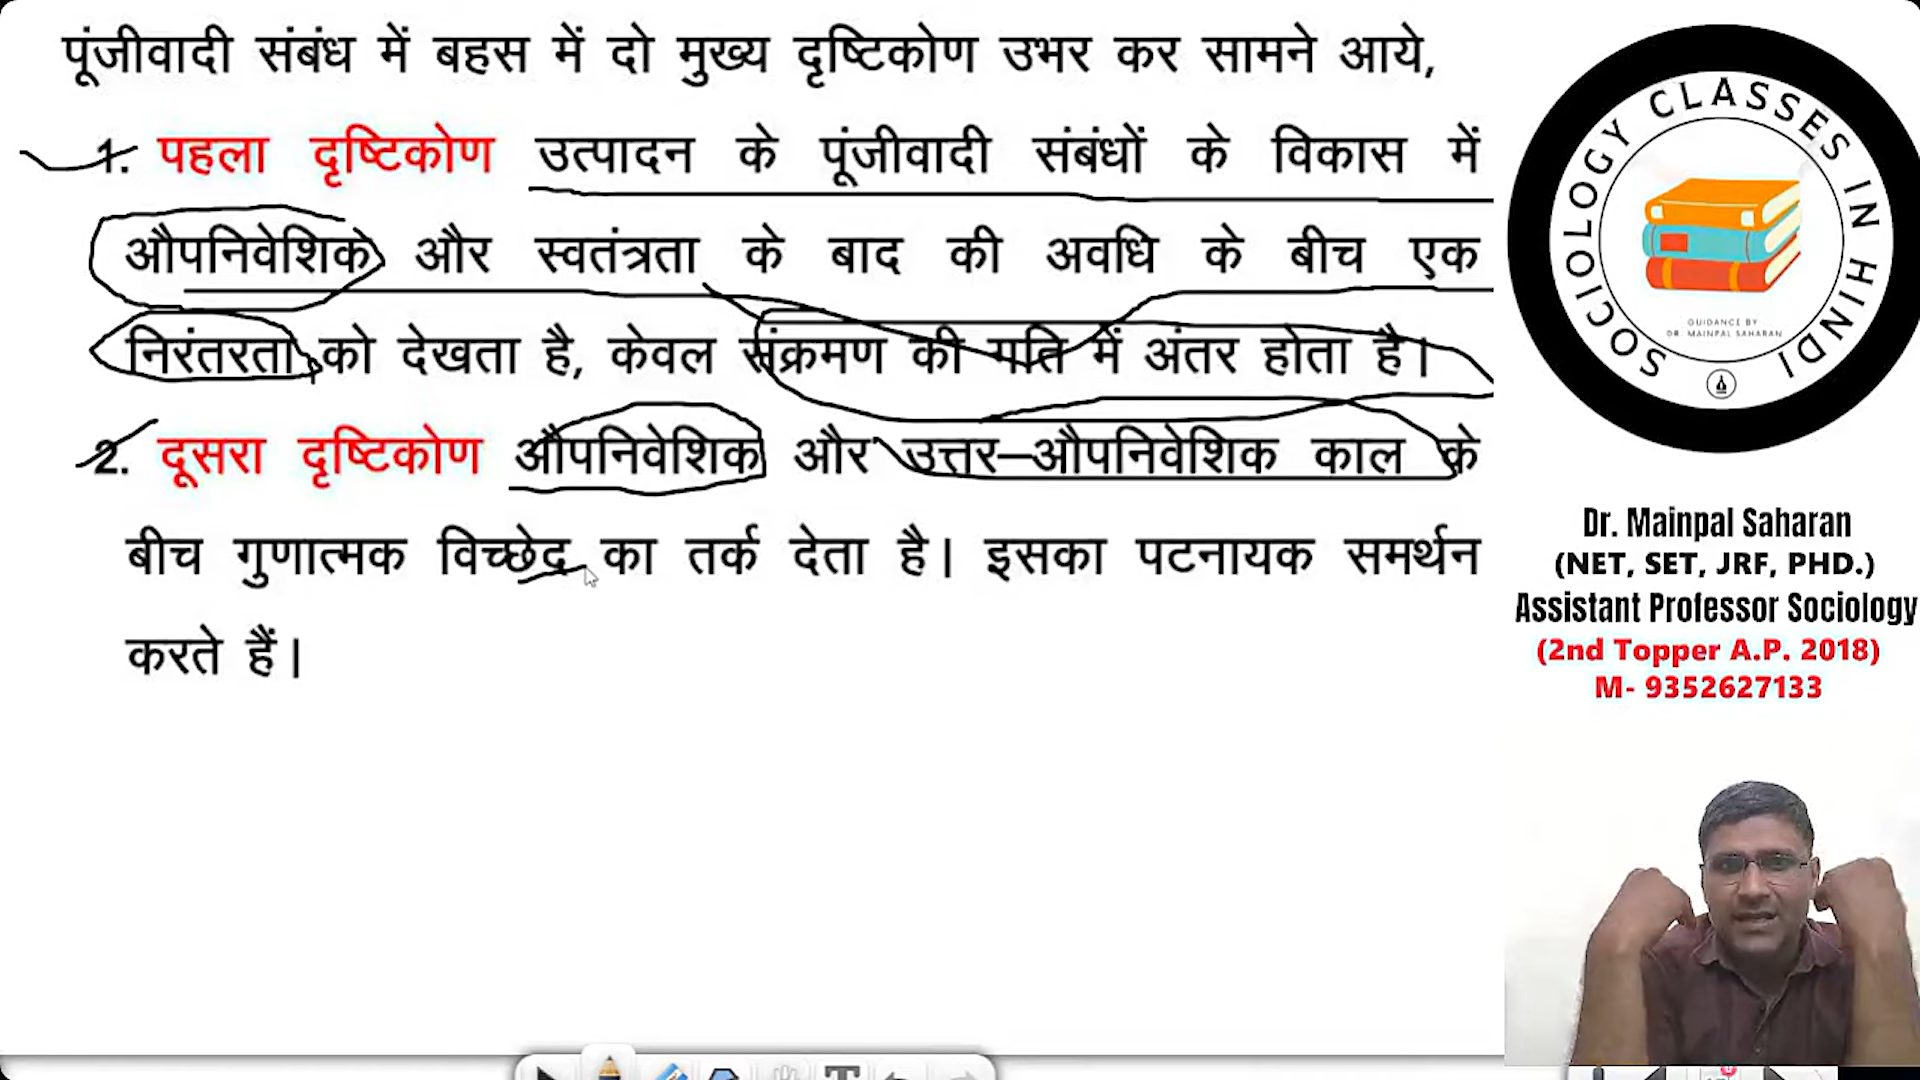 पूंजीवादी संबंध में बहस में दो मुख्य दृष्टिकोण उभर कर सामने आये,
1. पहला दृष्टिकोण उत्पादन के पूंजीवादी संबंधों के विकास में
औपनिवेशिक और स्वतंत्रता के बाद की अवधि के बीच एक
निरंतरता को देखता है, केवल संक्रमण की गति में अंतर होता है।
2. दूसरा दृष्टिकोण औपनिवेशिक और उत्तर–औपनिवेशिक काल के
बीच गुणात्मक विच्छेद का तर्क देता है। इसका पटनायक समर्थन
करते हैं।
SOCIOLOGY CLASSES IN HINDI
GUIDANCE BY
DR. MAINPAL SAHARAN
Dr. Mainpal Saharan
(NET, SET, JRF, PHD.)
Assistant Professor Sociology
(2nd Topper A.P. 2018)
M- 9352627133